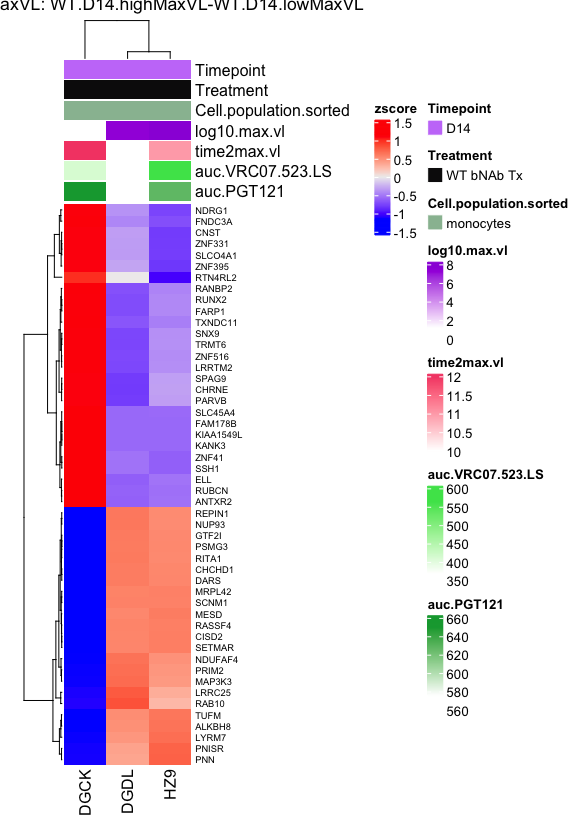 axVL: WT.D14.highMaxVL-WT.D14.lowMaxVL
Timepoint
Treatment
Cell.population.sorted
log10.max.vl
time2max.vl
auc.VRC07.523.LS
auc.PGT121
NDRG1
FNDC3A
CNST
ZNF331
SLCO4A1
ZNF395
RTN4RL2
RANBP2
RUNX2
FARP1
TXNDC11
SNX9
TRMT6
ZNF516
LRRTM2
SPAG9
CHRNE
PARVB
SLC45A4
FAM178B
KIAA1549L
KANK3
ZNF41
SSH1
ELL
RUBCN
ANTXR2
REPIN1
NUP93
GTF2I
PSMG3
RITA1
CHCHD1
DARS
MRPL42
SCNM1
MESD
RASSF4
CISD2
SETMAR
NDUFAF4
PRIM2
MAP3K3
LRRC25
RAB10
TUFM
ALKBH8
LYRM7
PNISR
PNN
DGCK
DGDL
HZ9
zscore
1.5
1
0.5
0
-0.5
-1
-1.5
Timepoint
D14
Treatment
WT bNAb Tx
Cell.population.sorted
monocytes
log10.max.vl
8
6
4
2
0
time2max.vl
12
11.5
11
10.5
10
auc.VRC07.523.LS
600
550
500
450
400
350
auc.PGT121
660
640
620
600
580
560